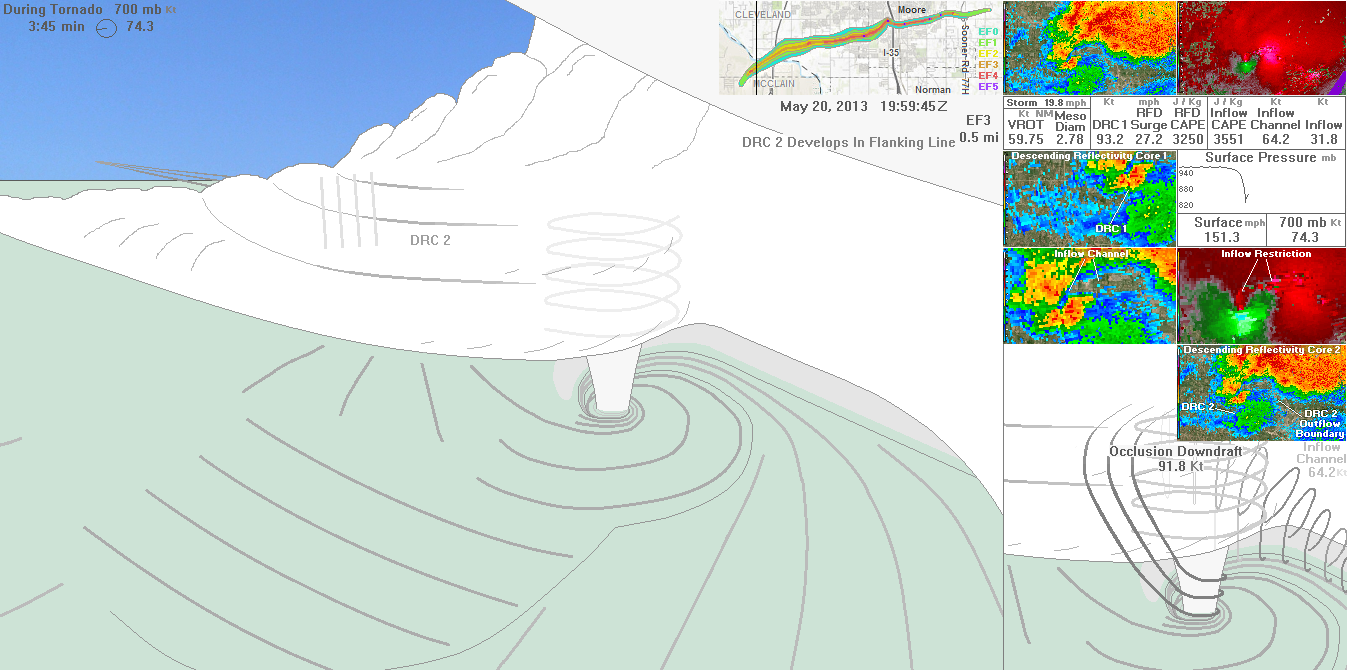 During Tornado 700 mb Kt
3:45 min 74.3
CLEVELAND
Moore
I-35
Sooner Rd
77H
MCCLAIN
Norman
EF0
EF1
EF2
EF3
EF4
EF5
May 20, 2013 19:59:45Z
EF3
0.5 mi
DRC 2 Develops In Flanking Line
DRC 2
Storm 19.8 mph
Kt NM
VROT Meso Diam
59.75 2.78
Kt
DRC1
93.2
mph
RFD Surge
27.2
J / Kg
RFD CAPE
3250
J / Kg
Inflow CAPE
3551
Kt
Inflow Channel
64.2
Kt
Inflow
31.8
Descending Reflectivity Core 1
DRC 1
Surface Pressure mb
940
880
820
Surface mph
151.3
700 mb Kt
74.3
Inflow Channel
Inflow Restriction
Descending Reflectivity Core 2
DRC 2
DRC 2
Outflow
Boundary
Occlusion Downdraft
91.8 Kt
Inflow
Channel
64.2 Kt